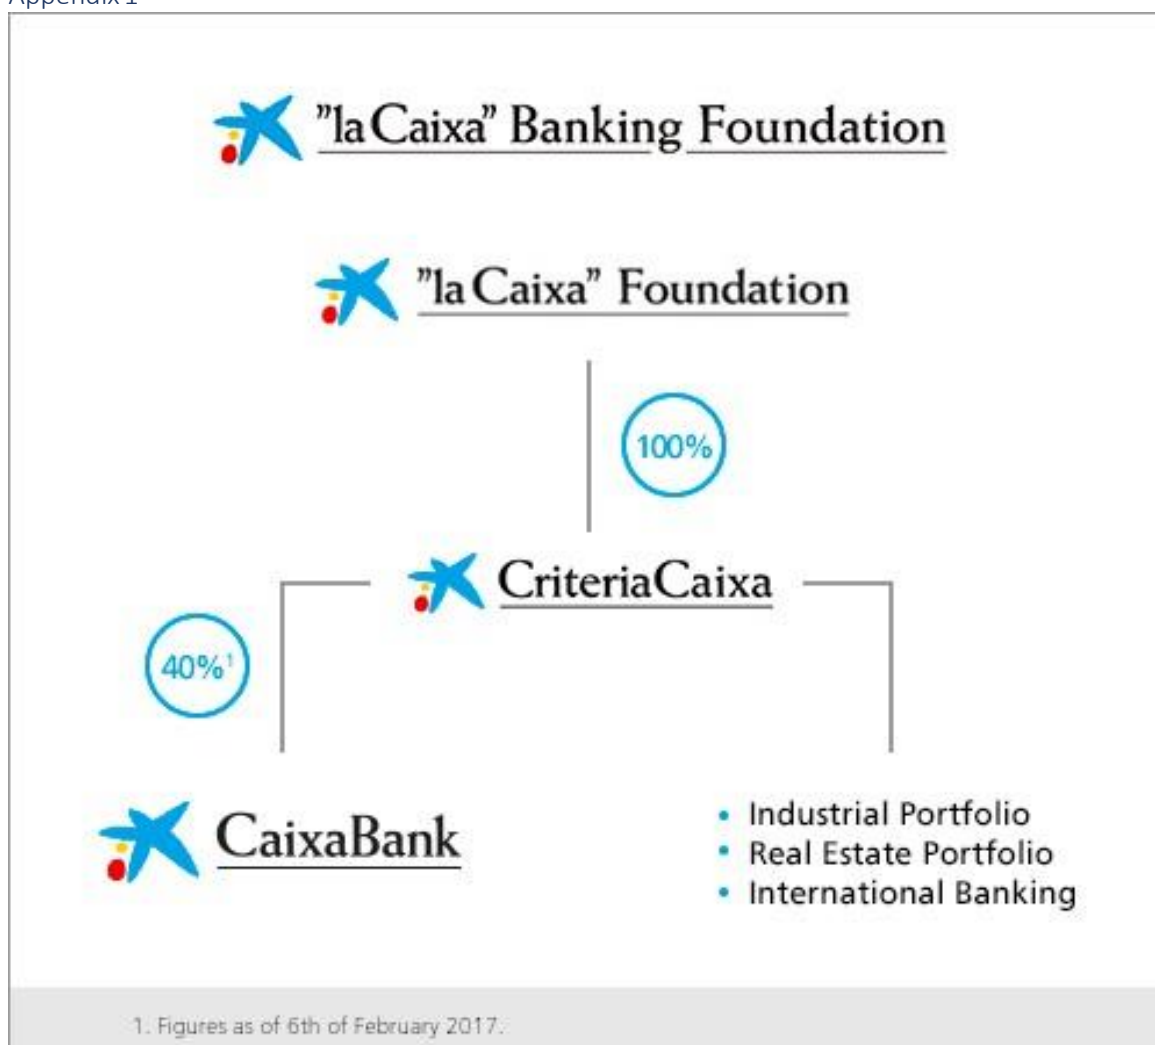 Appendix 1
"la Caixa" Banking Foundation
"la Caixa" Foundation
100%
CriteriaCaixa
40%¹
CaixaBank
• Industrial Portfolio
• Real Estate Portfolio
• International Banking
1. Figures as of 6th of February 2017.